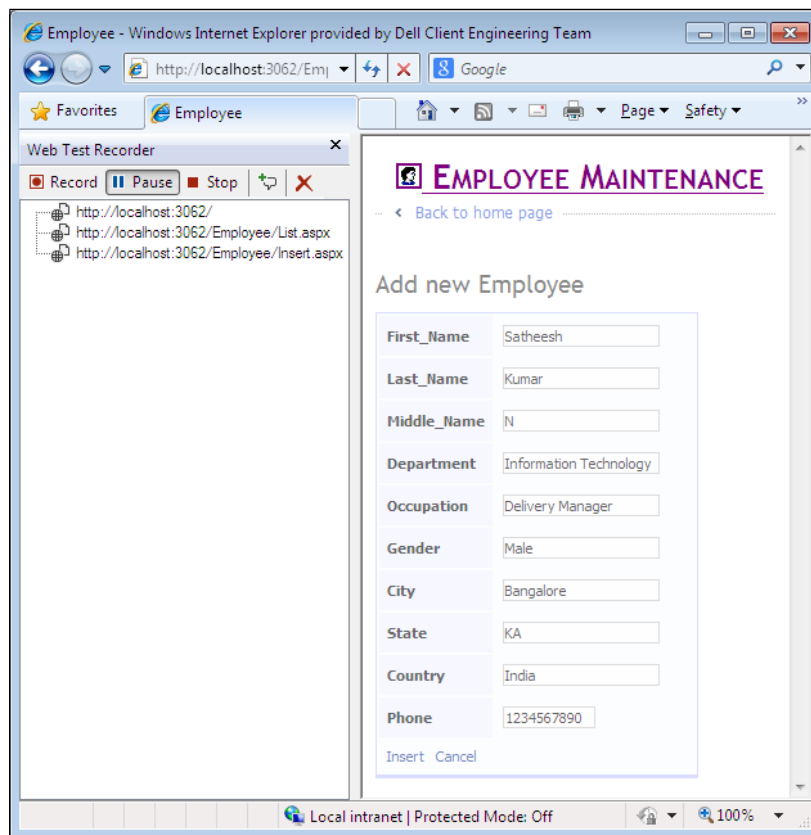 Employee - Windows Internet Explorer provided by Dell Client Engineering Team
http://localhost:3062/Em
Google
Favorites
Employee
Page
Safety
Web Test Recorder
Record Pause Stop
http://localhost:3062/
http://localhost:3062/Employee/List.aspx
http://localhost:3062/Employee/Insert.aspx
EMPLOYEE MAINTENANCE
Back to home page
Add new Employee
First_Name Satheesh
Last_Name Kumar
Middle_Name N
Department Information Technology
Occupation Delivery Manager
Gender Male
City Bangalore
State KA
Country India
Phone 1234567890
Insert Cancel
Local intranet | Protected Mode: Off 100%